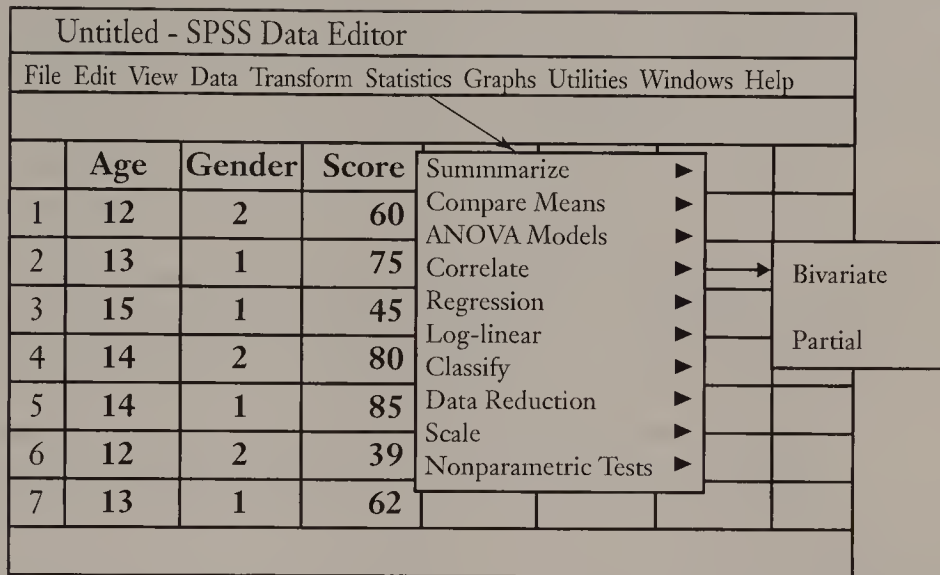 Untitled - SPSS Data Editor
File Edit View Data Transform Statistics Graphs Utilities Windows Help
Age Gender Score
1 12 2 60
2 13 1 75
3 15 1 45
4 14 2 80
5 14 1 85
6 12 2 39
7 13 1 62
Summmarize
Compare Means
ANOVA Models
Correlate
Regression
Log-linear
Classify
Data Reduction
Scale
Nonparametric Tests
Bivariate
Partial